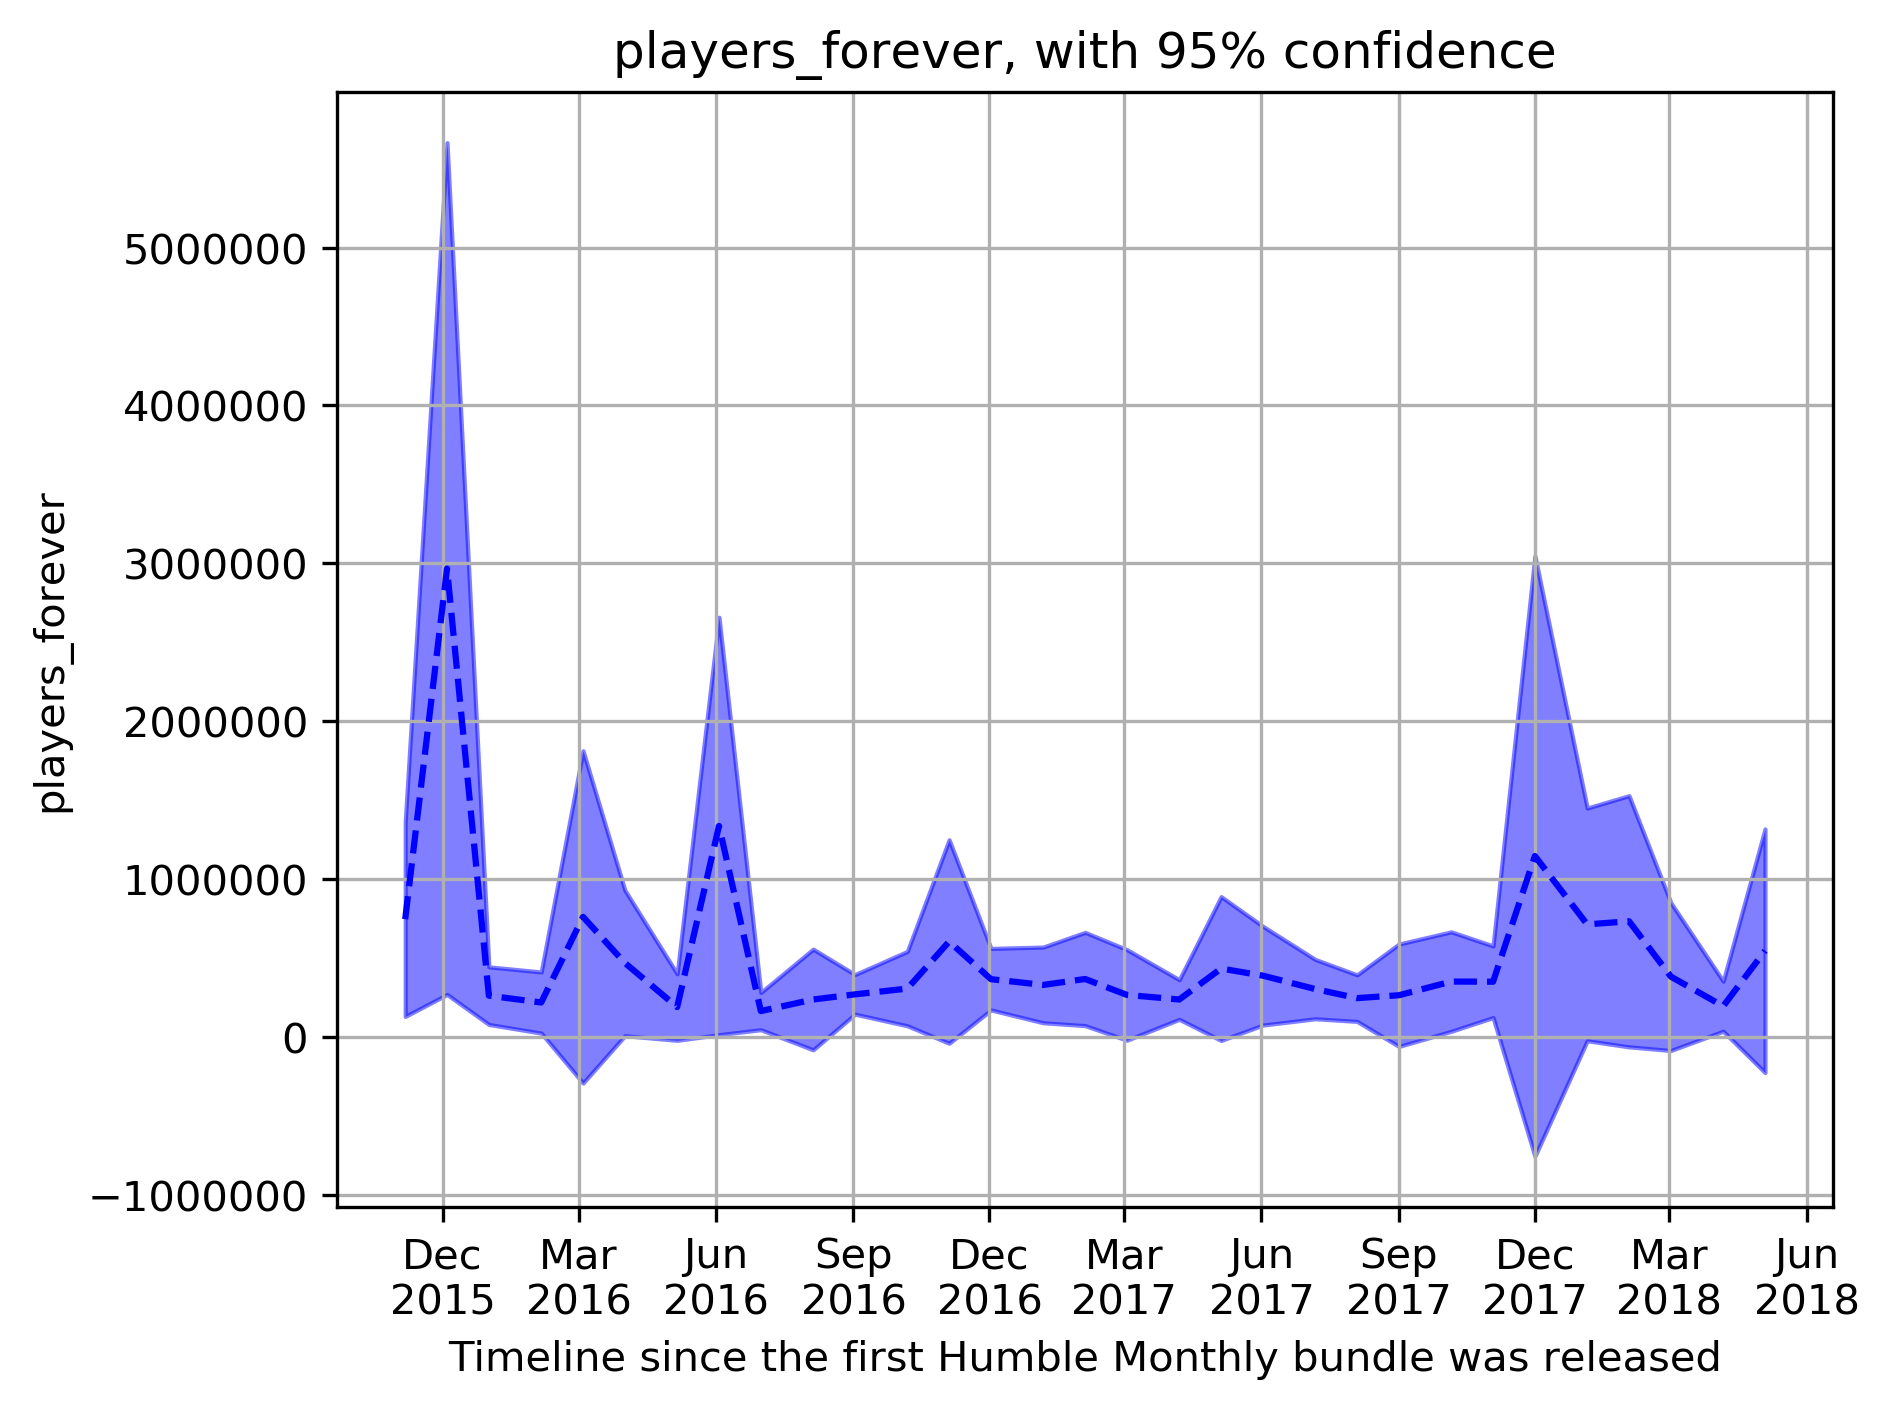 players_forever, with 95% confidence
players_forever
5000000
4000000
3000000
2000000
1000000
0
−1000000
Dec Mar Jun Sep Dec Mar Jun Sep Dec Mar Jun
2015 2016 2016 2016 2016 2017 2017 2017 2017 2018 2018
Timeline since the first Humble Monthly bundle was released